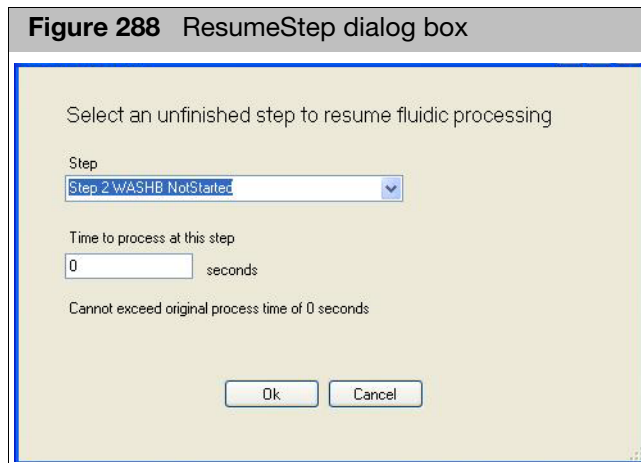 Figure 288 ResumeStep dialog box
Select an unfinished step to resume fluidic processing
Step
Step 2 WASHB NotStarted
Time to process at this step
0 seconds
Cannot exceed original process time of 0 seconds
Ok Cancel